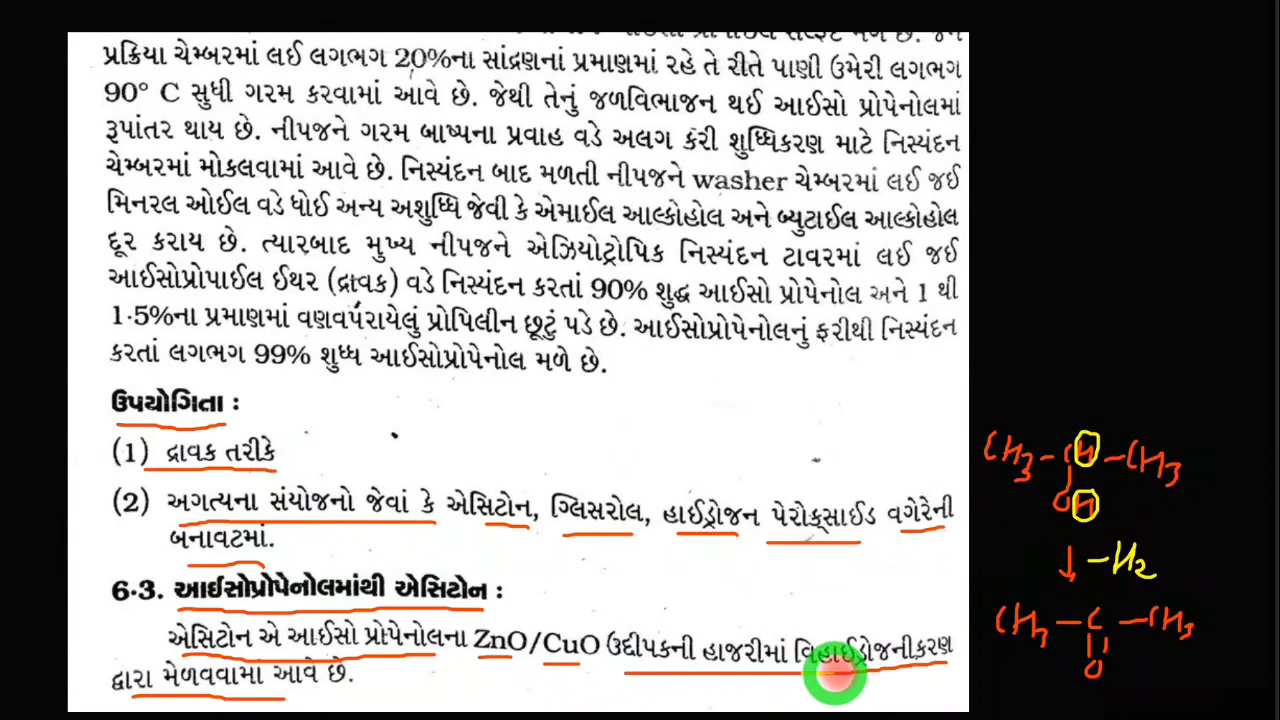 પ્રક્રિયા ચેમ્બરમાં લઈ લગભગ 20%ના સાંદ્રણનાં પ્રમાણમાં રહે તે રીતે પાણી ઉમેરી લગભગ
90° C સુધી ગરમ કરવામાં આવે છે. જેથી તેનું જળવિભાજન થઈ આઈસો પ્રોપેનોલમાં
રૂપાંતર થાય છે. નીપજને ગરમ બાષ્પના પ્રવાહ વડે અલગ કરી શુધ્ધિકરણ માટે નિસ્યંદન
ચેમ્બરમાં મોકલવામાં આવે છે. નિસ્યંદન બાદ મળતી નીપજને washer ચેમ્બરમાં લઈ જઈ
મિનરલ ઓઈલ વડે ધોઈ અન્ય અશુધ્ધિ જેવી કે એમાઈલ આલ્કોહોલ અને બ્યુટાઈલ આલ્કોહોલ
દૂર કરાય છે. ત્યારબાદ મુખ્ય નીપજને એઝિયોટ્રોપિક નિસ્યંદન ટાવરમાં લઈ જઈ
આઈસોપ્રોપાઈલ ઈથર (દ્રાવક) વડે નિસ્યંદન કરતાં 90% શુદ્ધ આઈસો પ્રોપેનોલ અને 1 થી
1·5%ના પ્રમાણમાં વણવપરાયેલું પ્રોપિલીન છૂટું પડે છે. આઈસોપ્રોપેનોલનું ફરીથી નિસ્યંદન
કરતાં લગભગ 99% શુધ્ધ આઈસોપ્રોપેનોલ મળે છે.
ઉપયોગિતા :
(1) દ્રાવક તરીકે
(2) અગત્યના સંયોજનો જેવાં કે એસિટોન, ગ્લિસરોલ, હાઈડ્રોજન પેરોક્સાઈડ વગેરેની
બનાવટમાં.
6·3. આઈસોપ્રોપેનોલમાંથી એસિટોન :
એસિટોન એ આઈસો પ્રોપેનોલના ZnO/CuO ઉદ્દીપકની હાજરીમાં વિહાઈડ્રોજનીકરણ
દ્વારા મેળવવામા આવે છે.
CH3-CH-CH3
OH
↓ -H2
CH3-C-CH3
O